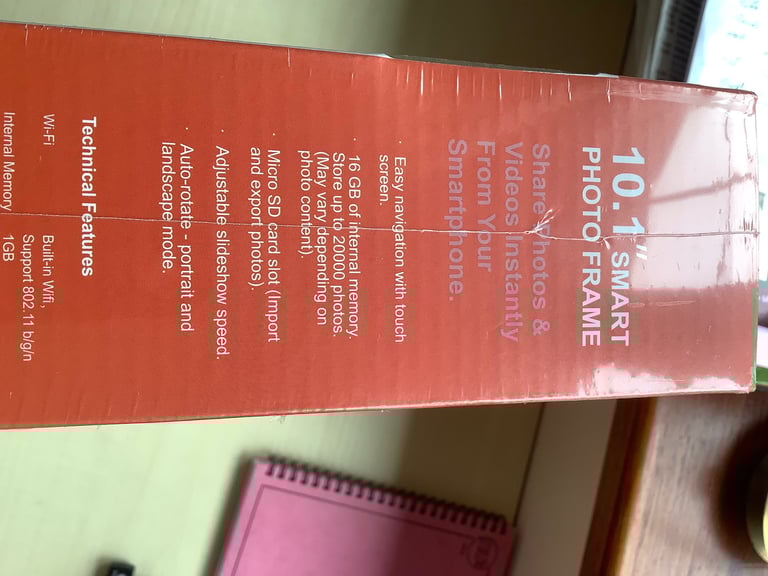 10.1" SMART
PHOTO FRAME
Share Photos &
Videos Instantly
From Your
Smartphone.
· Easy navigation with touch
screen.
· 16 GB of internal memory.
Store up to 20000 photos.
(May vary depending on
photo content).
· Micro SD card slot (Import
and export photos),
· Adjustable slideshow speed.
· Auto-rotate - portrait and
landscape mode.
Technical Features
Wi-Fi Built-in Wifi,
Support 802.11 b/g/n
Internal Memory 1GB